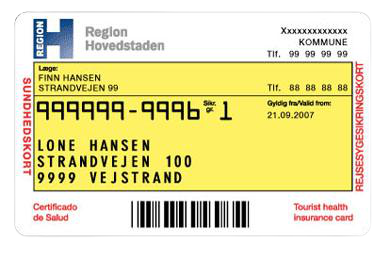 REGION
H
Region
Hovedstaden
Xxxxxxxxxxxxx
KOMMUNE
Tlf. 99 99 99 99
Læge:
FINN HANSEN
STRANDVEJEN 99
Tlf. 88 88 88 88
999999-9996 Sikr. gr. 1
Gyldig fra/Valid from:
21.09.2007
LONE HANSEN
STRANDVEJEN 100
9999 VEJSTRAND
SUNDHEDSKORT
REJSESYGESIKRINGSKORT
Certificado
de Salud
Tourist health
insurance card